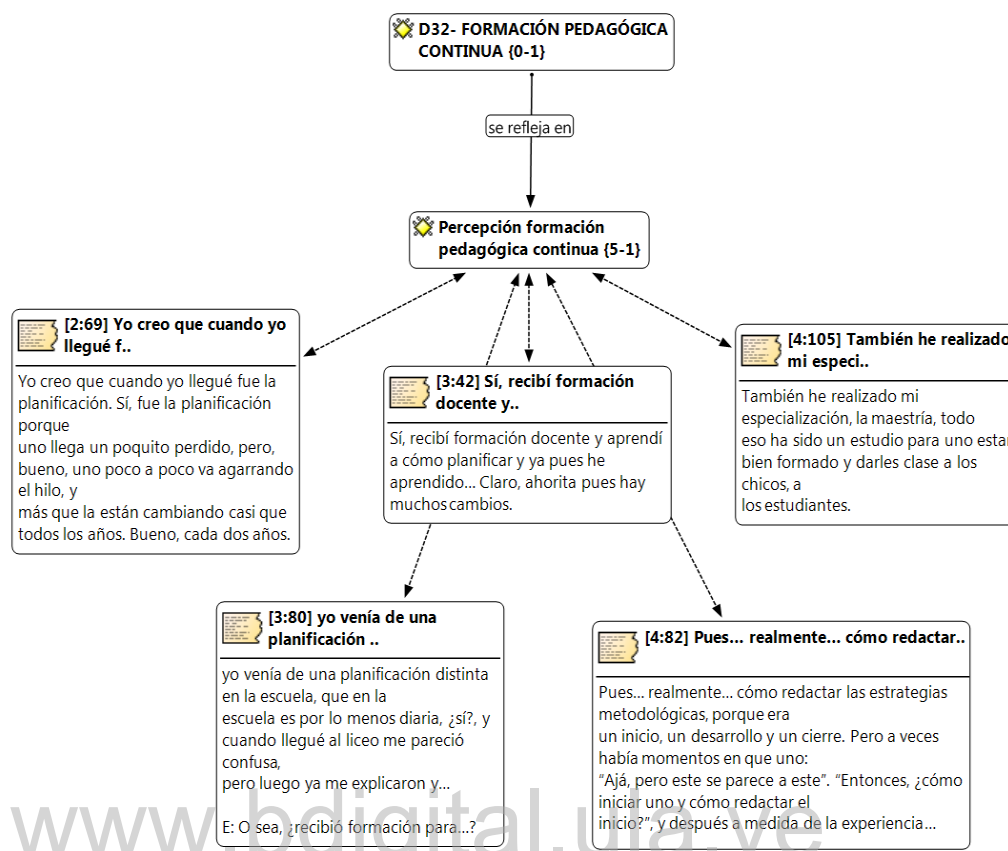 D32- FORMACIÓN PEDAGÓGICA
CONTINUA {0-1}
se refleja en
Percepción formación
pedagógica continua {5-1}
[2:69] Yo creo que cuando yo
llegué f..
Yo creo que cuando yo llegué fue la
planificación. Sí, fue la planificación
porque
uno llega un poquito perdido, pero,
bueno, uno poco a poco va agarrando
el hilo, y
más que la están cambiando casi que
todos los años. Bueno, cada dos años.
[3:42] Sí, recibí formación
docente y..
Sí, recibí formación docente y aprendí
a cómo planificar y ya pues he
aprendido... Claro, ahorita pues hay
muchos cambios.
[4:105] También he realizado
mi especi..
También he realizado mi
especialización, la maestría, todo
eso ha sido un estudio para uno estar
bien formado y darles clase a los
chicos, a
los estudiantes.
[3:80] yo venía de una
planificación ..
yo venía de una planificación distinta
en la escuela, que en la
escuela es por lo menos diaria, ¿sí?, y
cuando llegué al liceo me pareció
confusa,
pero luego ya me explicaron y...
E: O sea, ¿recibió formación para...?
[4:82] Pues... realmente... cómo redactar..
Pues... realmente... cómo redactar las estrategias
metodológicas, porque era
un inicio, un desarrollo y un cierre. Pero a veces
había momentos en que uno:
“Ajá, pero este se parece a este”. “Entonces, ¿cómo
iniciar uno y cómo redactar el
inicio?”, y después a medida de la experiencia...
www.bdigital.ula.ve